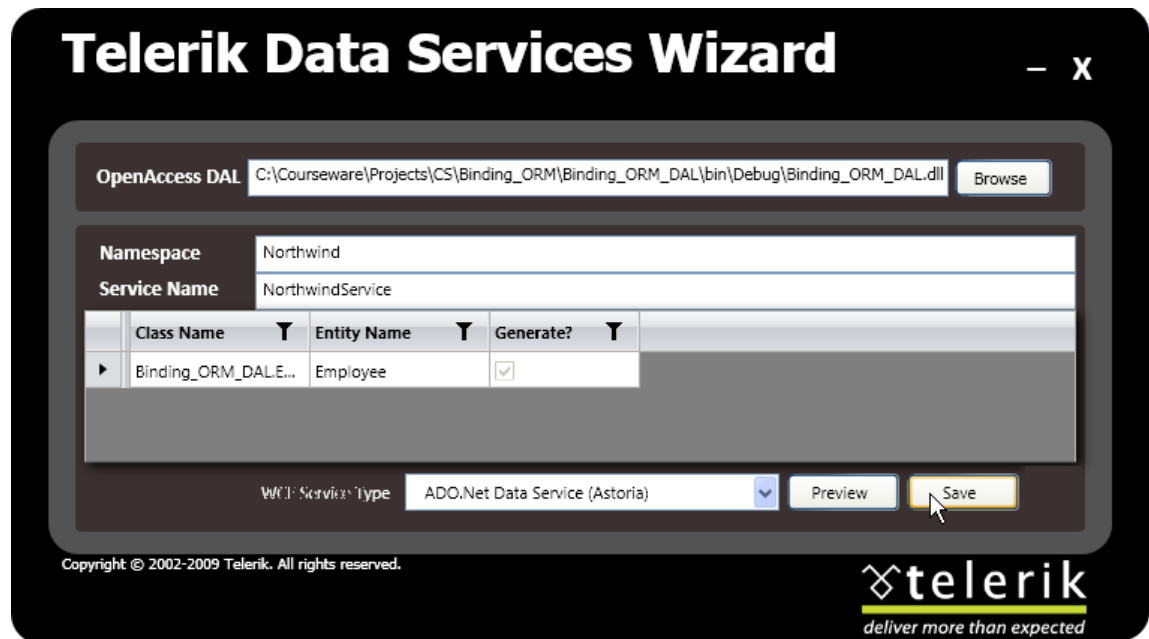 Telerik Data Services Wizard
– X
OpenAccess DAL C:\Courseware\Projects\CS\Binding_ORM\Binding_ORM_DAL\bin\Debug\Binding_ORM_DAL.dll Browse
Namespace Northwind
Service Name NorthwindService
Class Name Entity Name Generate?
Binding_ORM_DAL.E... Employee
WCF Service Type ADO.Net Data Service (Astoria) Preview Save
Copyright © 2002-2009 Telerik. All rights reserved.
telerik
deliver more than expected